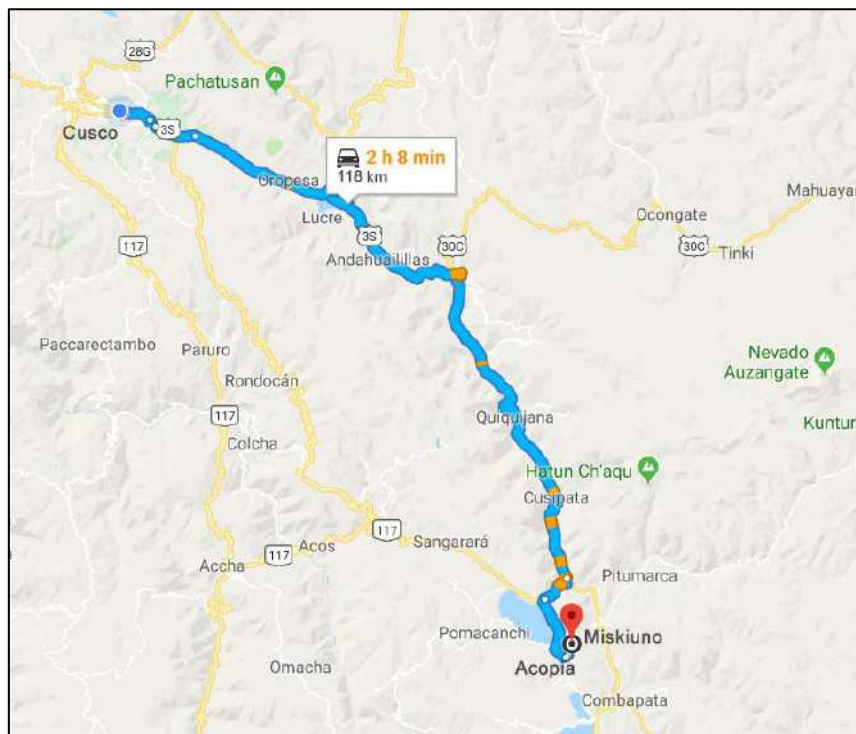 28G
Pachatusan
Cusco
3S
2 h 8 min
118 km
Oropesa
Lucre
Mahuayan
Ocongate
117
3S
30C
30C
Tinki
Andahuailillas
Paccarectambo
Paruro
Nevado
Auzangate
Rondocán
117
Quiquijana
Kuntur
Colcha
Hatun Ch'aqu
Cusipata
117
Sangarará
Acos
117
Accha
Pitumarca
Pomacanchi
Miskiuno
Omacha
Acopia
Combapata